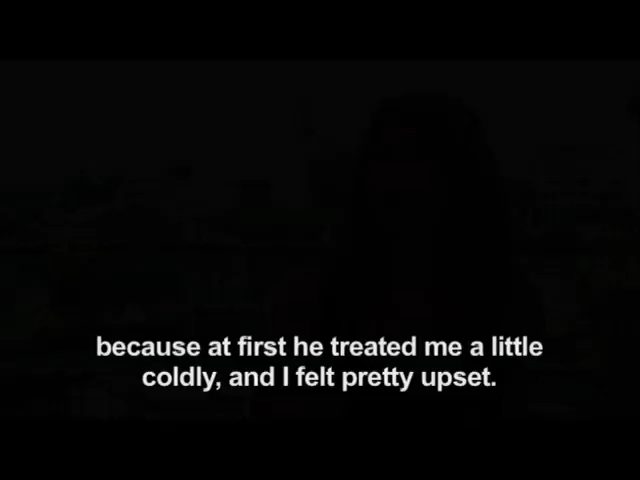 because at first he treated me a little
coldly, and I felt pretty upset.